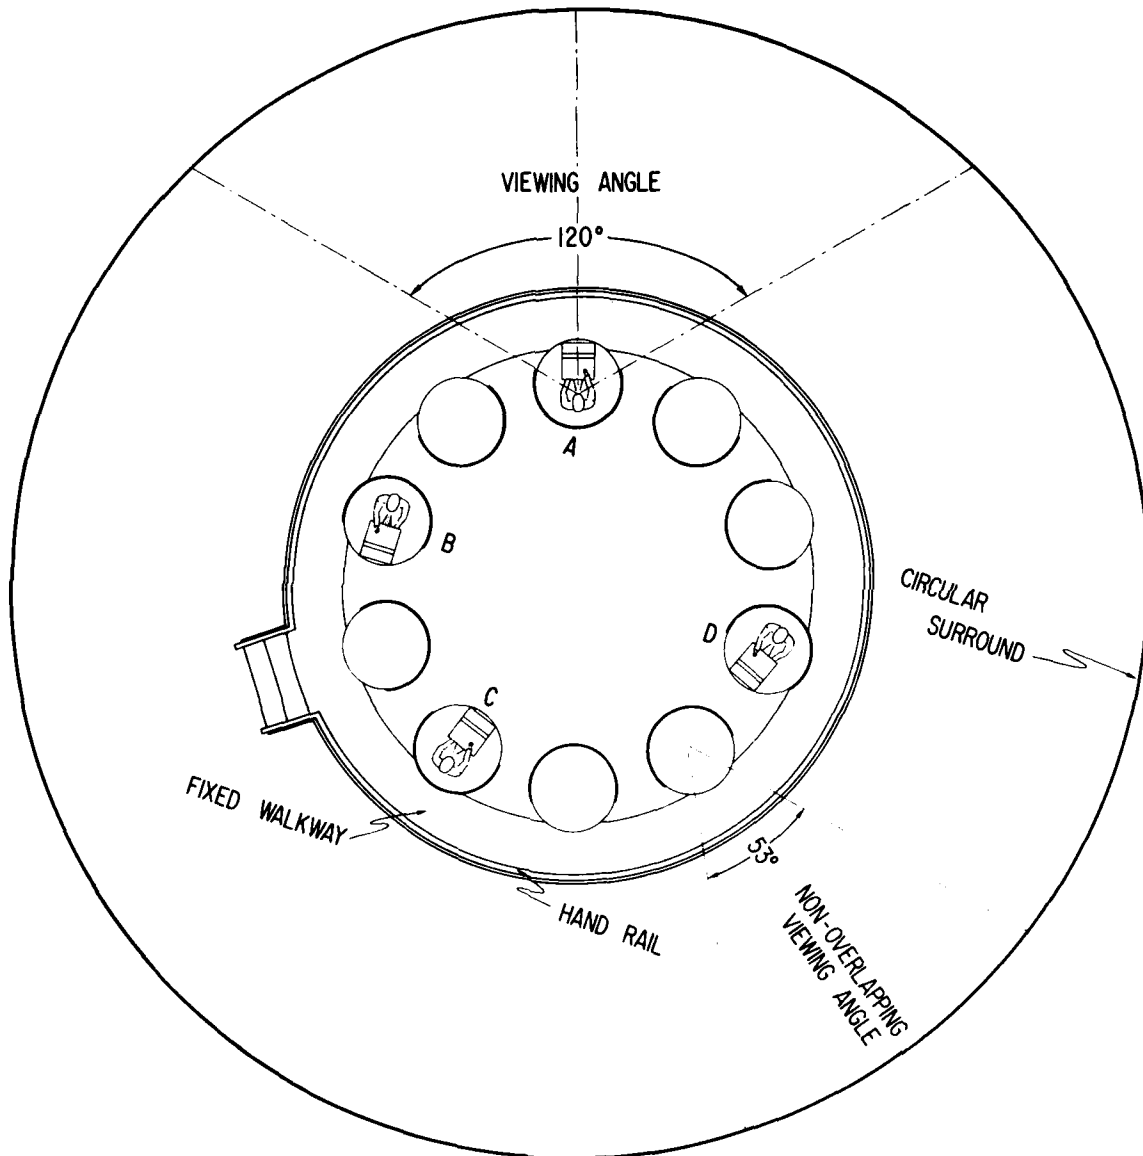 VIEWING ANGLE
120°
A
B
D
C
CIRCULAR
SURROUND
FIXED WALKWAY
HAND RAIL
53°
NON-OVERLAPPING
VIEWING ANGLE